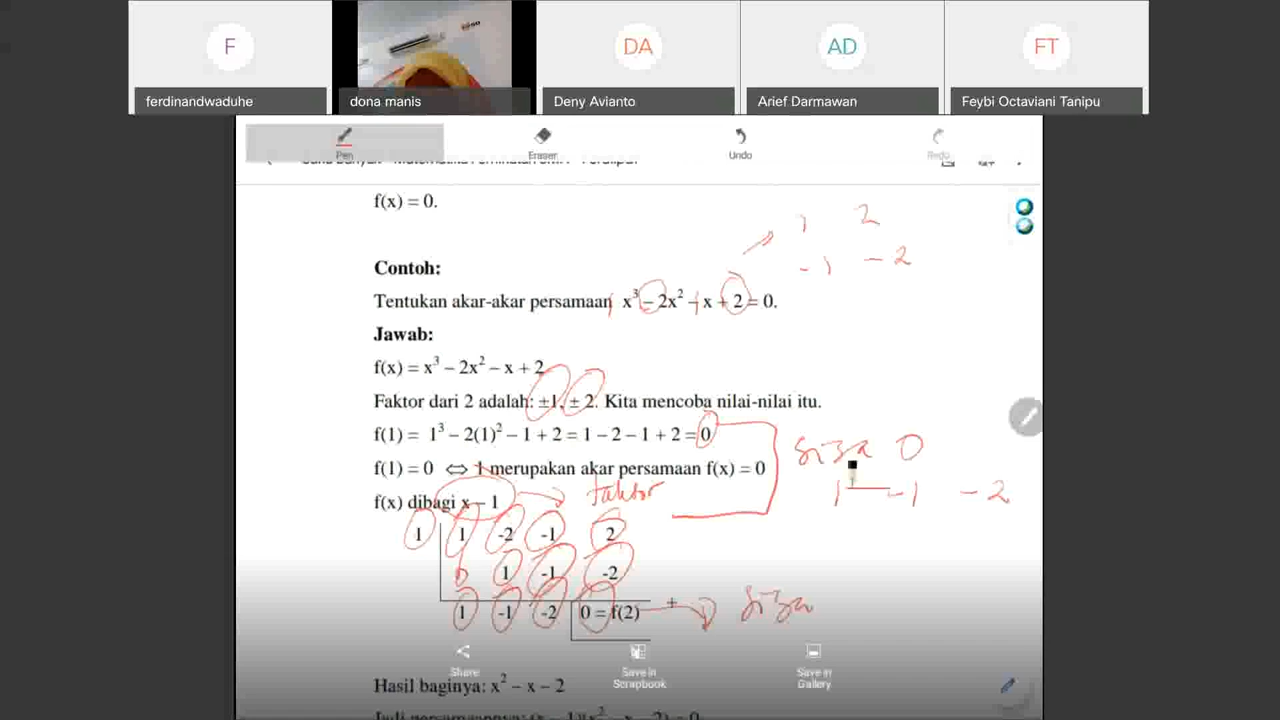 F
DA
AD
FT
ferdinandwaduhe
dona manis
Deny Avianto
Arief Darmawan
Feybi Octaviani Tanipu
Pen
Eraser
Undo
Redo
f(x) = 0.
1 2
-1 -2
Contoh:
Tentukan akar-akar persamaan x³ – 2x² – x + 2 = 0.
Jawab:
f(x) = x³ – 2x² – x + 2
Faktor dari 2 adalah: ±1, ± 2. Kita mencoba nilai-nilai itu.
f(1) = 1³ – 2(1)² – 1 + 2 = 1 – 2 – 1 + 2 = 0
sisa 0
f(1) = 0 ⇔ 1 merupakan akar persamaan f(x) = 0
1 -1 -2
faktor
f(x) dibagi x – 1
1 1 -2 -1 2
1 -1 -2
1 -1 -2 0 = f(2) +
sisa
Share
Save in Scrapbook
Save in Gallery
Hasil baginya: x² – x – 2